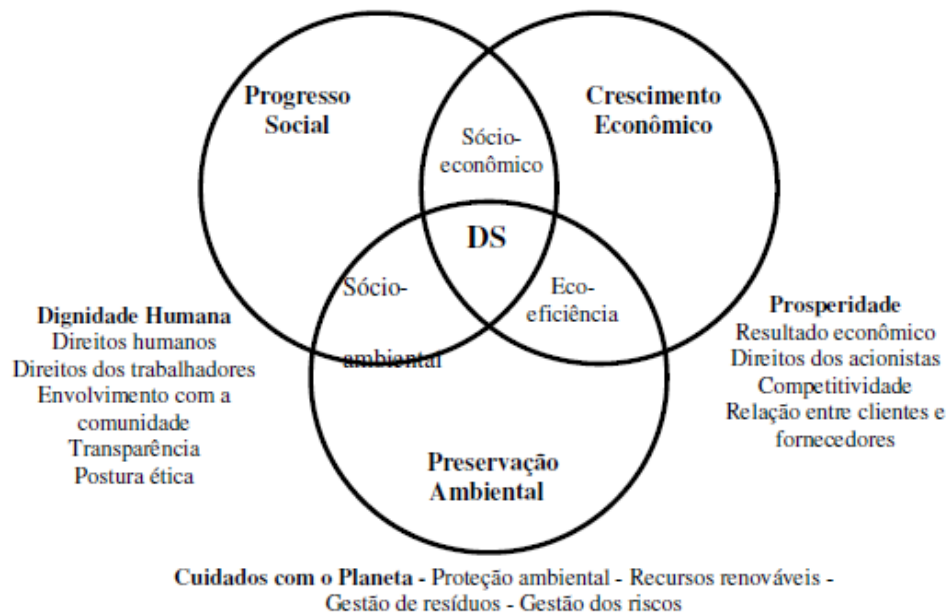 Progresso
Social
Crescimento
Econômico
Sócio-
econômico
DS
Sócio-
ambiental
Eco-
eficiência
Dignidade Humana
Direitos humanos
Direitos dos trabalhadores
Envolvimento com a
comunidade
Transparência
Postura ética
Prosperidade
Resultado econômico
Direitos dos acionistas
Competitividade
Relação entre clientes e
fornecedores
Preservação
Ambiental
Cuidados com o Planeta - Proteção ambiental - Recursos renováveis -
Gestão de resíduos - Gestão dos riscos